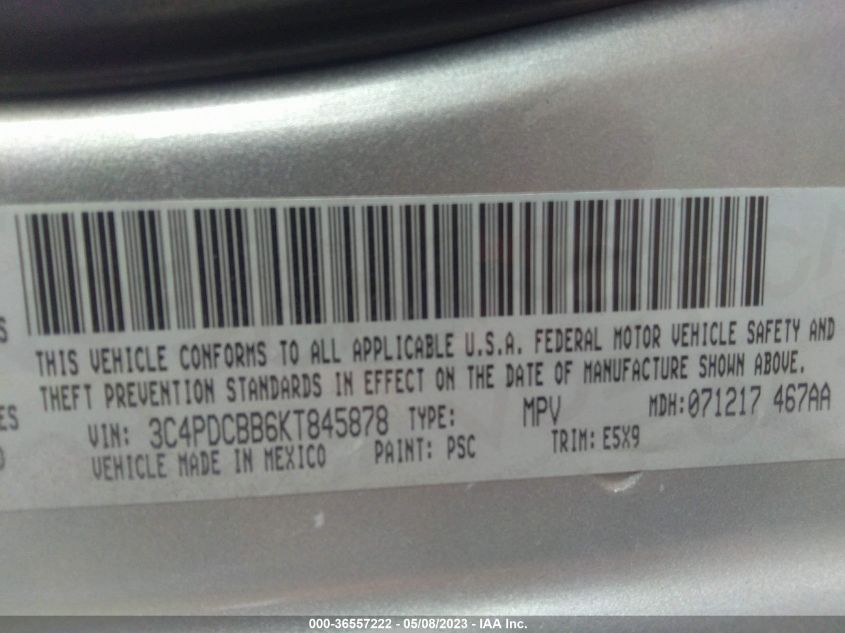 S
THIS VEHICLE CONFORMS TO ALL APPLICABLE U.S.A. FEDERAL MOTOR VEHICLE SAFETY AND
THEFT PREVENTION STANDARDS IN EFFECT ON THE DATE OF MANUFACTURE SHOWN ABOVE.
ES
VIN: 3C4PDCBB6KT845878 TYPE: MPV MDH:071217 467AA
VEHICLE MADE IN MEXICO PAINT: PSC TRIM: E5X9
000-36557222 - 05/08/2023 - IAA Inc.